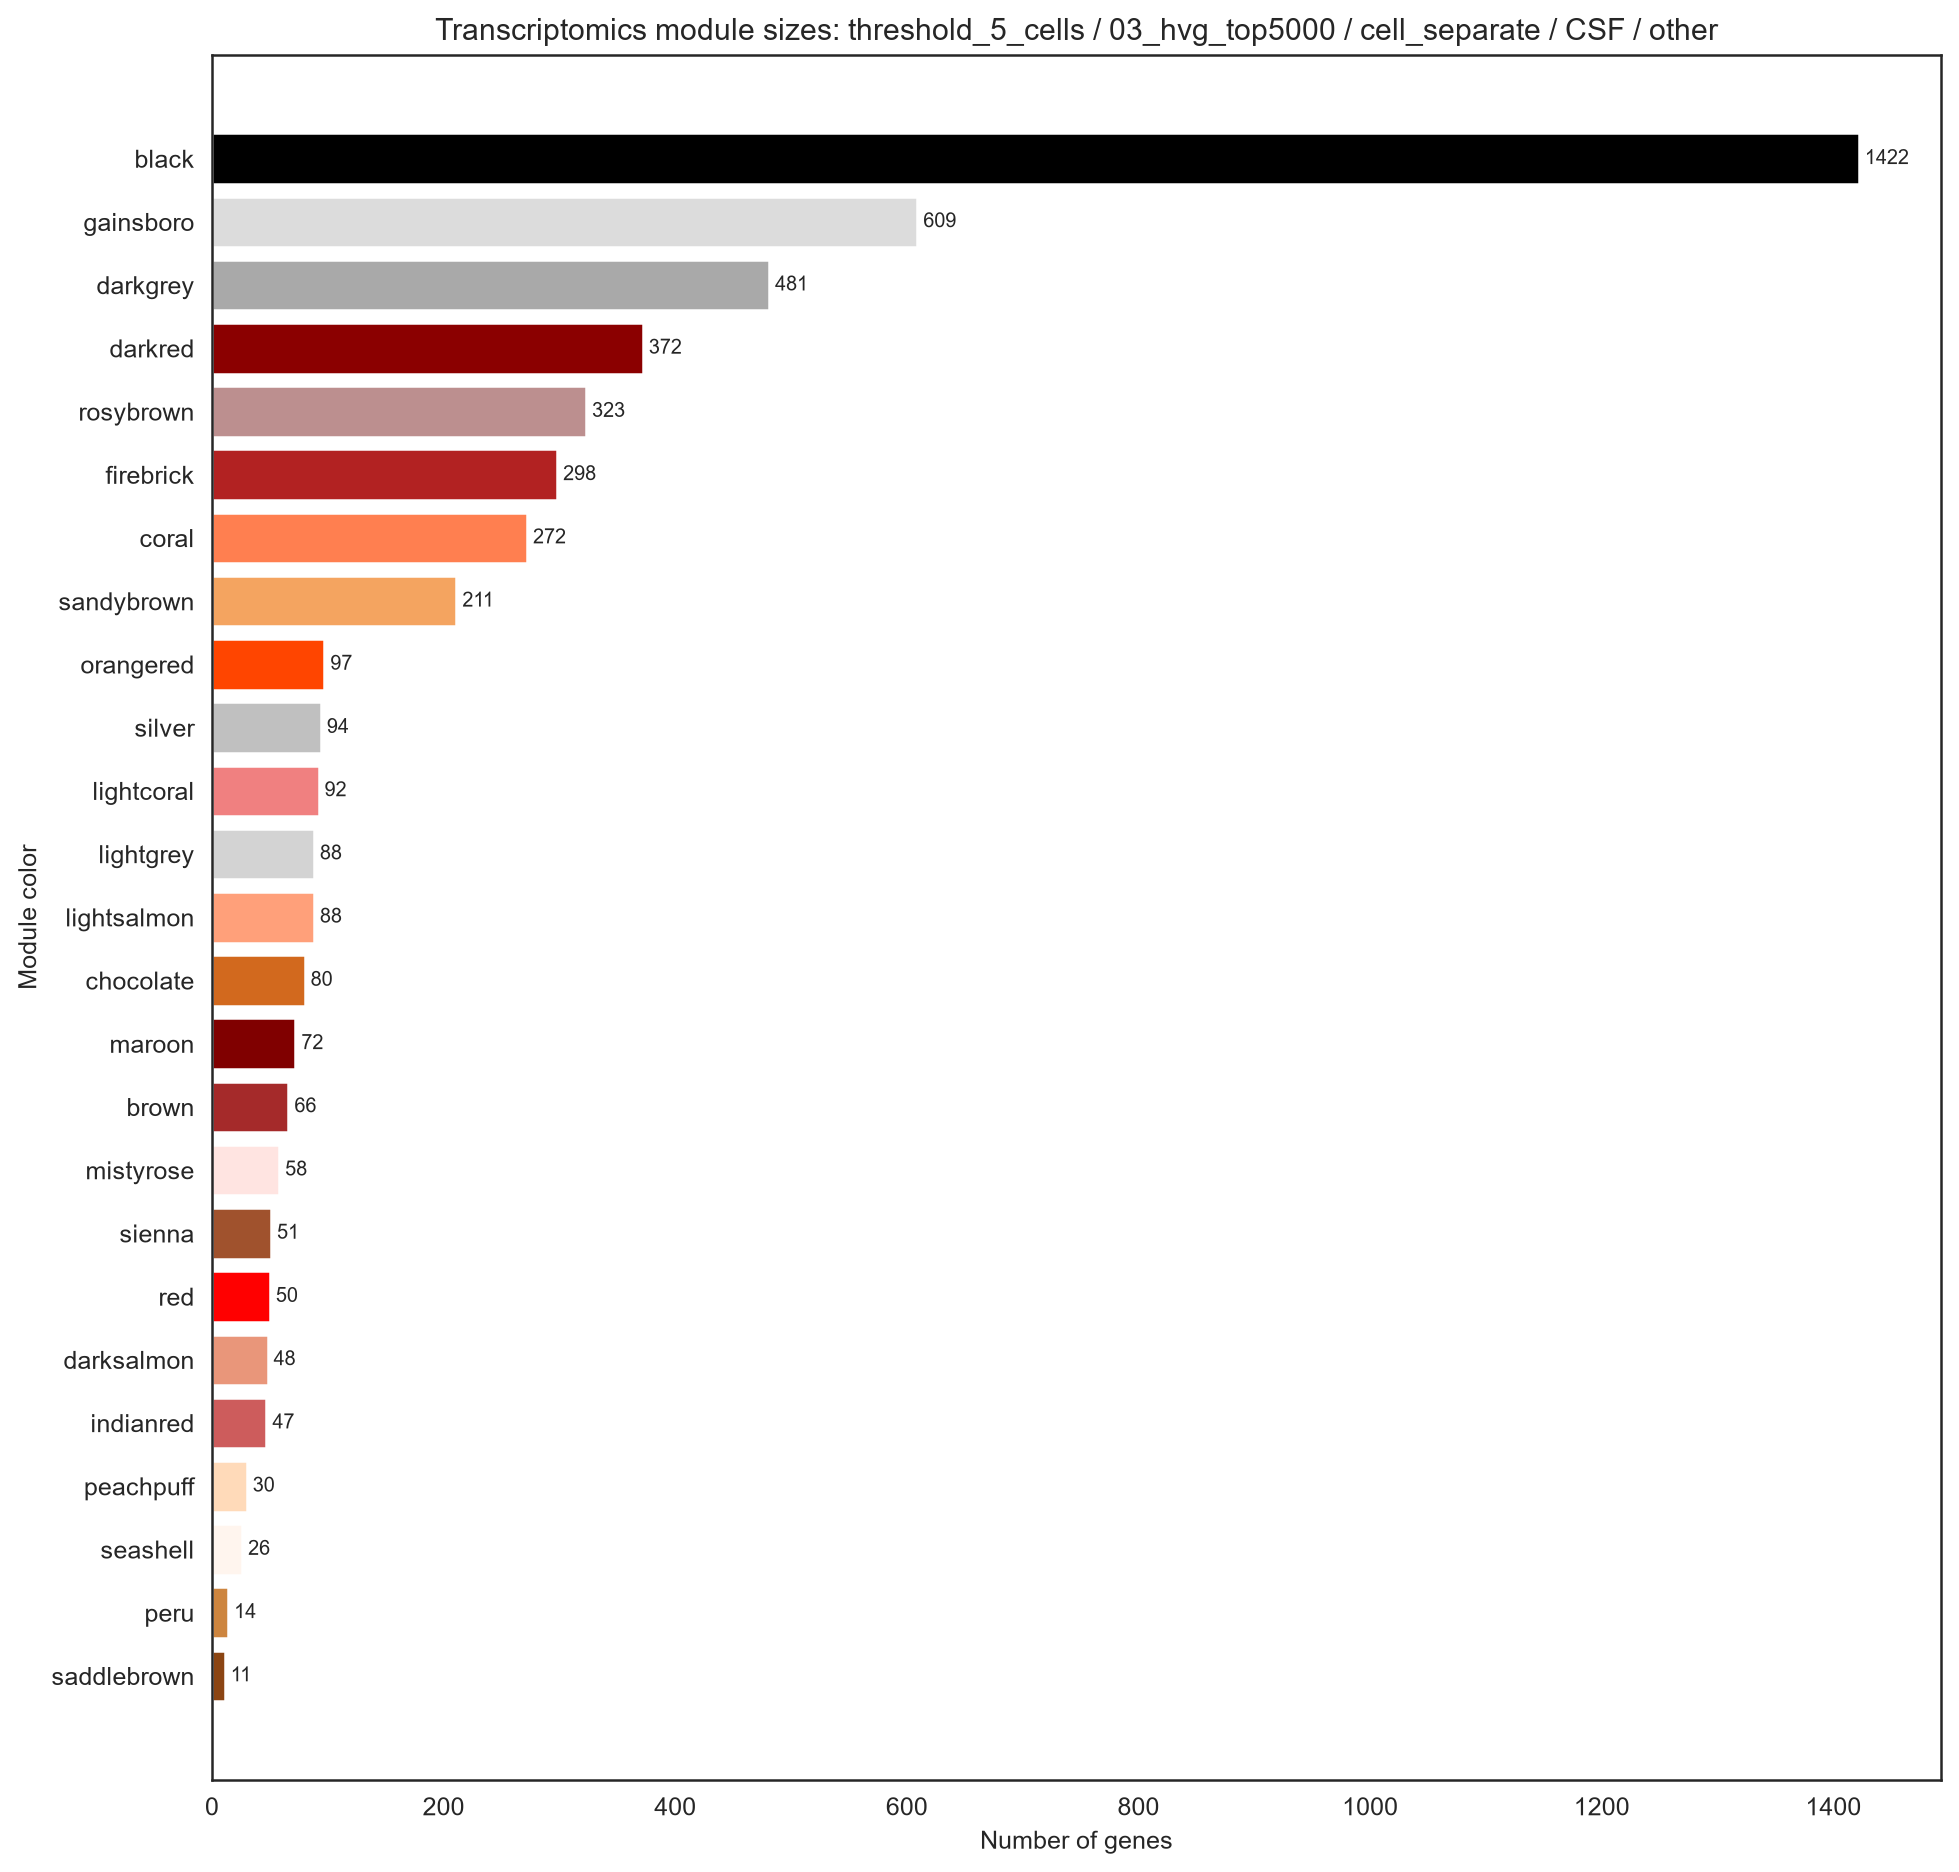 Transcriptomics module sizes: threshold_5_cells / 03_hvg_top5000 / cell_separate / CSF / other
Module color
black 1422
gainsboro 609
darkgrey 481
darkred 372
rosybrown 323
firebrick 298
coral 272
sandybrown 211
orangered 97
silver 94
lightcoral 92
lightgrey 88
lightsalmon 88
chocolate 80
maroon 72
brown 66
mistyrose 58
sienna 51
red 50
darksalmon 48
indianred 47
peachpuff 30
seashell 26
peru 14
saddlebrown 11
0 200 400 600 800 1000 1200 1400
Number of genes